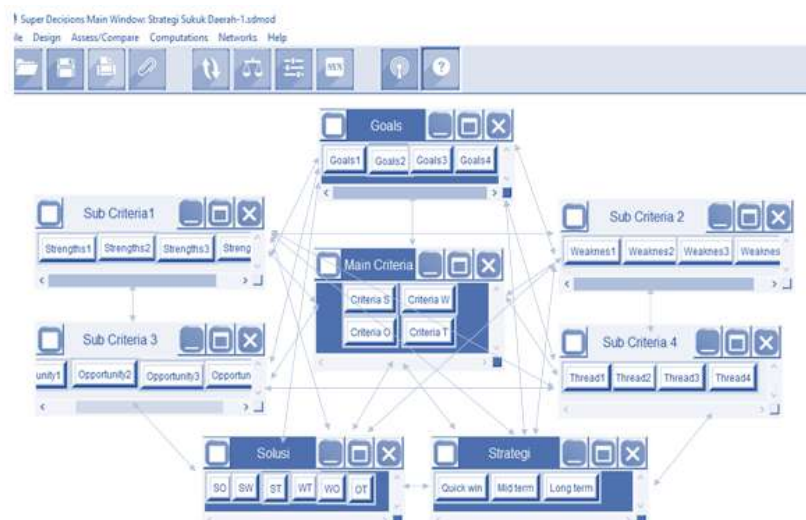 Super Decisions Main Window: Strategi Sukuk Daerah-1.sdmod
ile Design Assess/Compare Computations Networks Help
Goals
Goals1 Goals2 Goals3 Goals4
Sub Criteria1
Strengths1 Strengths2 Strengths3 Streng
Sub Criteria 2
Weaknes1 Weaknes2 Weaknes3 Weaknes
Main Criteria
Criteria S Criteria W
Criteria O Criteria T
Sub Criteria 3
unity1 Opportunity2 Opportunity3 Opportun
Sub Criteria 4
Thread1 Thread2 Thread3 Thread4
Solusi
SO SW ST WT WO OT
Strategi
Quick win Mid term Long term